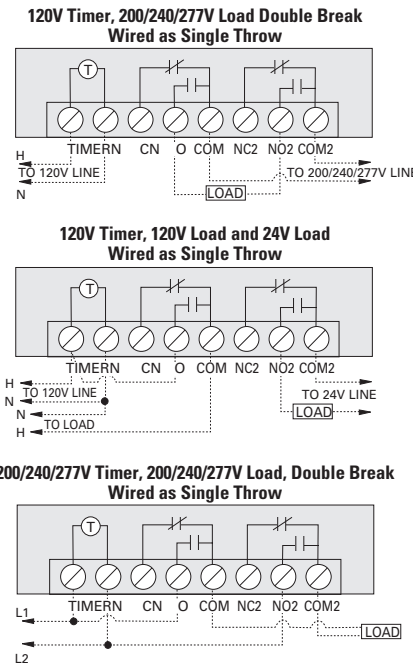 120V Timer, 200/240/277V Load Double Break
Wired as Single Throw
T
TIMERN CN O COM NC2 NO2 COM2
H
TO 120V LINE
TO 200/240/277V LINE
N
LOAD
120V Timer, 120V Load and 24V Load
Wired as Single Throw
T
TIMERN CN O COM NC2 NO2 COM2
H
TO 120V LINE
TO 24V LINE
N
N
LOAD
TO LOAD
H
200/240/277V Timer, 200/240/277V Load, Double Break
Wired as Single Throw
T
TIMERN CN O COM NC2 NO2 COM2
L1
LOAD
L2